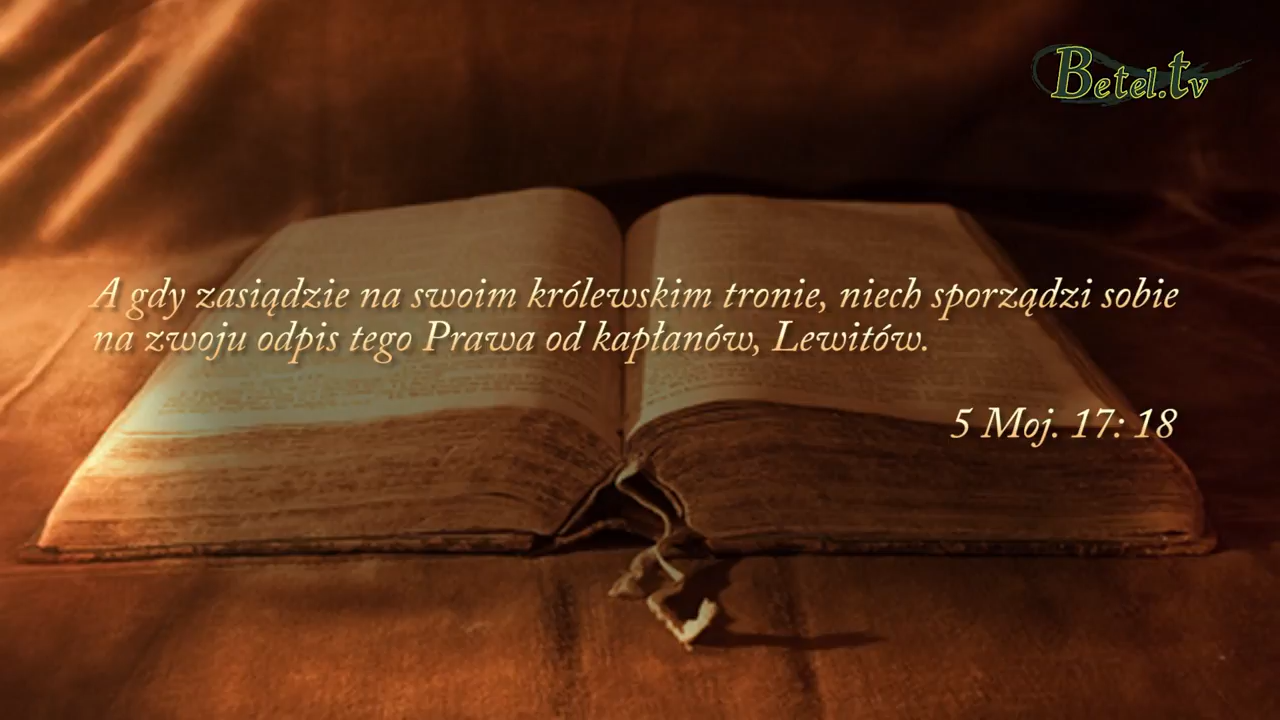 Betel.tv
A gdy zasiądzie na swoim królewskim tronie, niech sporządzi sobie
na zwoju odpis tego Prawa od kapłanów, Lewitów.
5 Moj. 17: 18